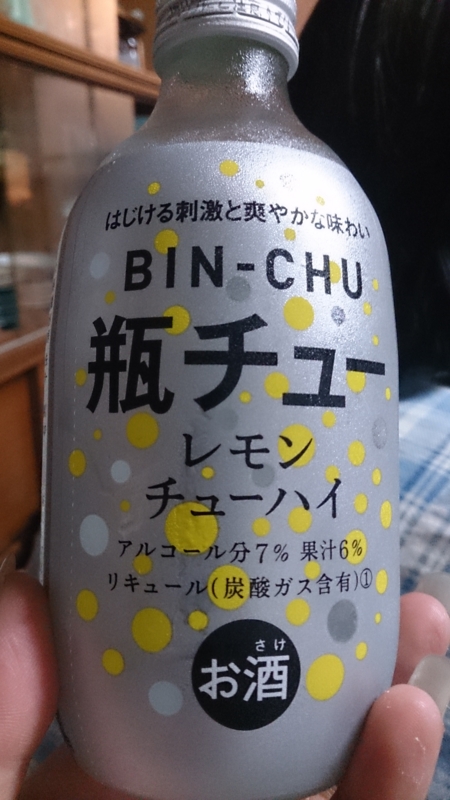 はじける刺激と爽やかな味わい
BIN-CHU
瓶チュー
レモン
チューハイ
アルコール分7% 果汁6%
リキュール(炭酸ガス含有)①
さけ
お酒